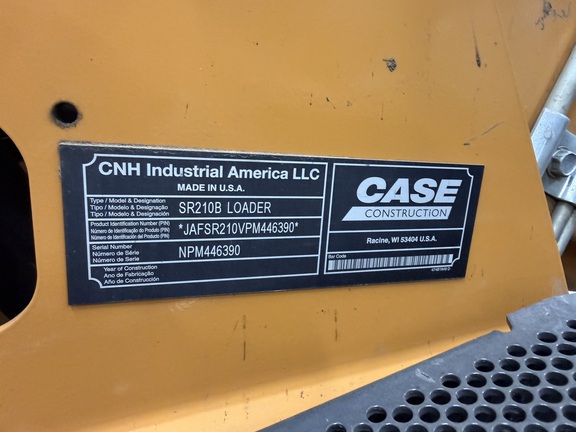 CNH Industrial America LLC
MADE IN U.S.A.
Type / Model & Designation
Tipo / Modelo & Designação
Tipo / Modelo & Designación
SR210B LOADER
Product Identification Number (PIN)
Número de Identificação do Produto (PIN)
Número de Identificación del Producto (PIN)
*JAFSR210VPM446390*
Serial Number
Número de Série
Número de Serie
NPM446390
Year of Construction
Ano de Fabricação
Año de Construcción
CASE
CONSTRUCTION
Racine, WI 53404 U.S.A.
Bar Code